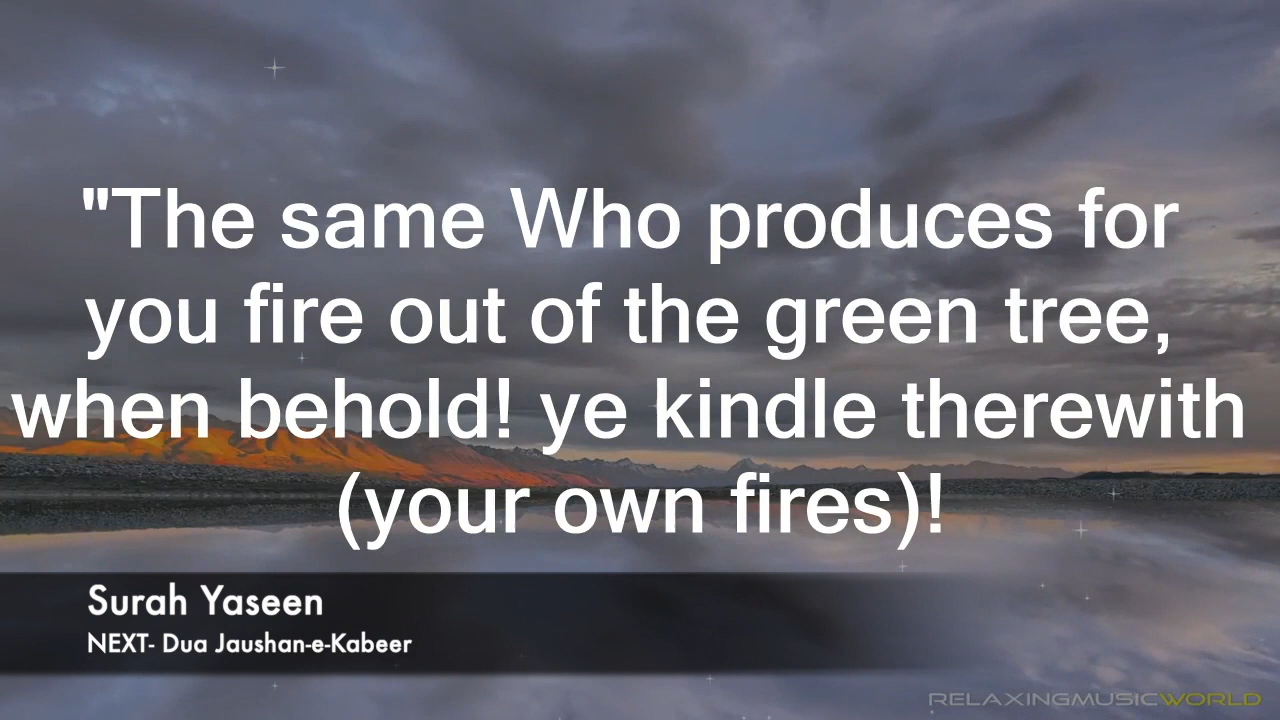 "The same Who produces for
you fire out of the green tree,
when behold! ye kindle therewith
(your own fires)!
Surah Yaseen
NEXT- Dua Jaushan-e-Kabeer
RELAXINGMUSICWORLD